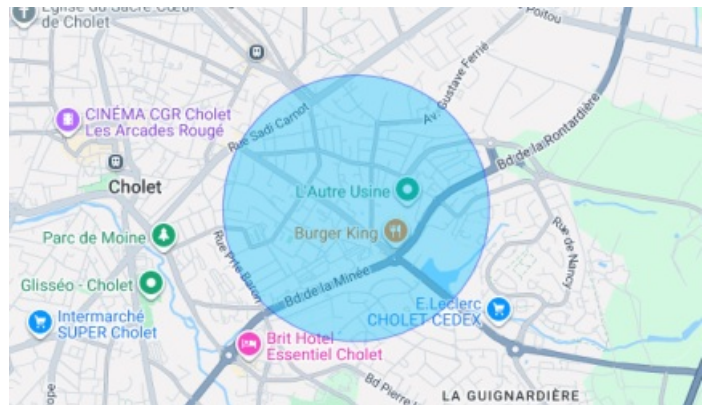 Église du Sacré-Cœur
de Cholet
Poitou
CINÉMA CGR Cholet
Les Arcades Rougé
Rue Sadi Carnot
Av. Gustave Ferrié
Bd de la Rontardière
Cholet
L'Autre Usine
Parc de Moine
Burger King
Rue de Nancy
Glisséo - Cholet
Rue Prte Baron
Bd de la Minée
Intermarché
SUPER Cholet
E.Leclerc
CHOLET CEDEX
Brit Hotel
Essentiel Cholet
Bd Pierre
LA GUIGNARDIÈRE